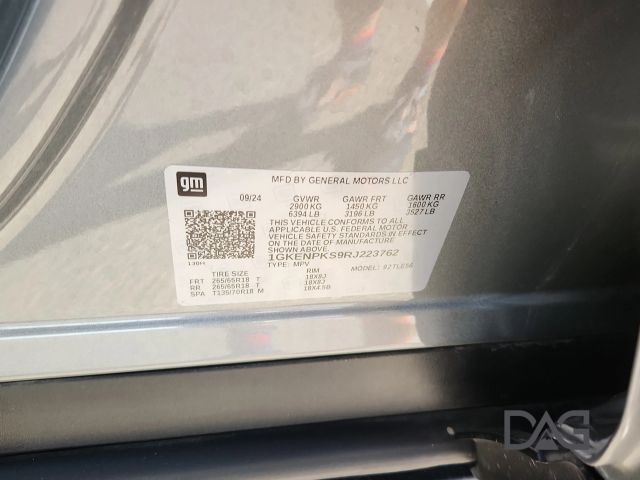 gm
MFD BY GENERAL MOTORS LLC
09/24 GVWR GAWR FRT GAWR RR
2900 KG 1450 KG 1600 KG
6394 LB 3196 LB 3527 LB
THIS VEHICLE CONFORMS TO ALL
APPLICABLE U.S. FEDERAL MOTOR
VEHICLE SAFETY STANDARDS IN EFFECT
ON THE DATE OF MANUFACTURE
SHOWN ABOVE.
1GKENPKS9RJ223762
TYPE: MPV MODEL:
TIRE SIZE RIM
FRT 265/65R18 T 18X8J
RR 265/65R18 T 18X8J
SPA T135/70R18 M 18X4.5B
DAG